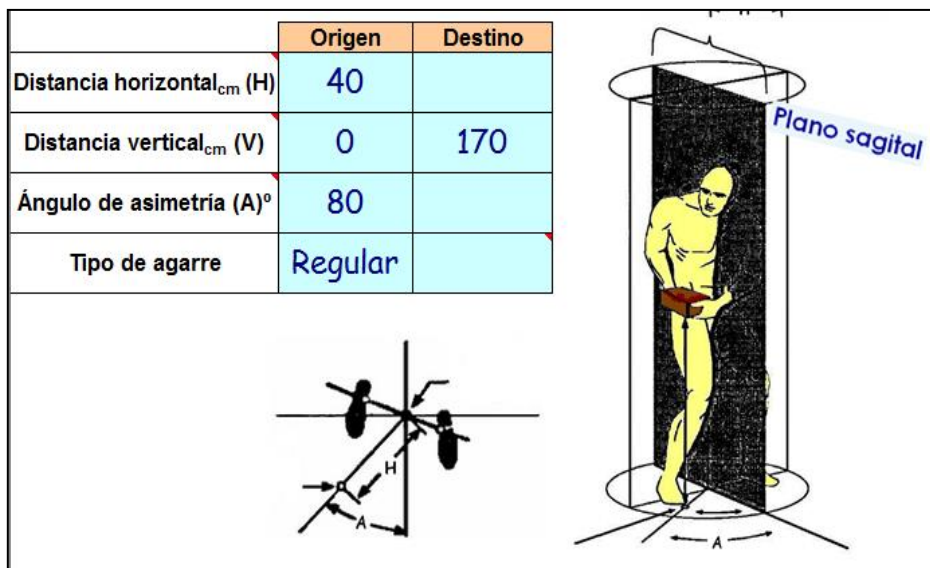 Origen Destino
Distancia horizontalcm (H) 40
Distancia verticalcm (V) 0 170
Ángulo de asimetría (A)º 80
Tipo de agarre Regular
Plano sagital
H
A
A